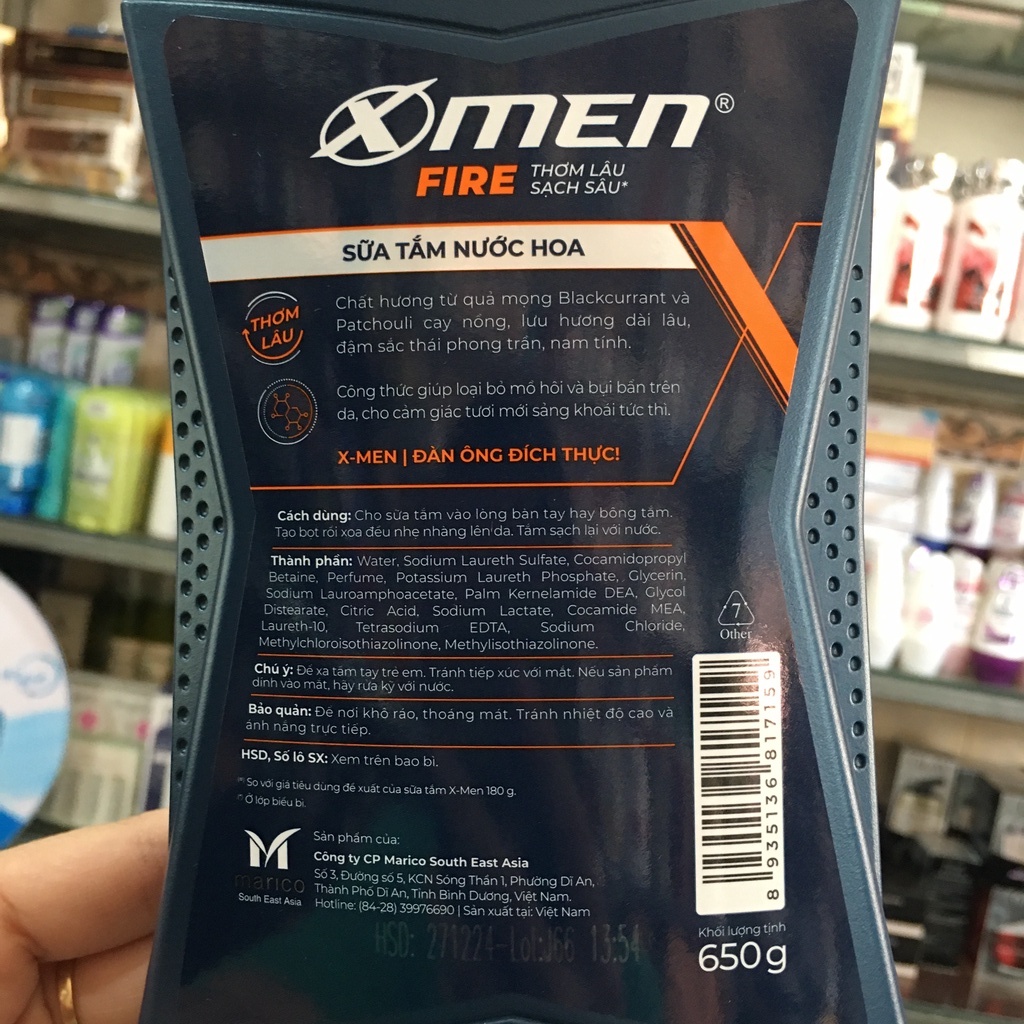 X-MEN®
FIRE THƠM LÂU
SẠCH SÂU*
SỮA TẮM NƯỚC HOA
THƠM
LÂU
Chất hương từ quả mọng Blackcurrant và
Patchouli cay nồng, lưu hương dài lâu,
đậm sắc thái phong trần, nam tính.
Công thức giúp loại bỏ mồ hôi và bụi bẩn trên
da, cho cảm giác tươi mới sảng khoái tức thì.
X-MEN | ĐÀN ÔNG ĐÍCH THỰC!
Cách dùng: Cho sữa tắm vào lòng bàn tay hay bông tắm.
Tạo bọt rồi xoa đều nhẹ nhàng lên da. Tắm sạch lại với nước.
Thành phần: Water, Sodium Laureth Sulfate, Cocamidopropyl
Betaine, Perfume, Potassium Laureth Phosphate, Glycerin,
Sodium Lauroamphoacetate, Palm Kernelamide DEA, Glycol
Distearate, Citric Acid, Sodium Lactate, Cocamide MEA,
Laureth-10, Tetrasodium EDTA, Sodium Chloride,
Methylchloroisothiazolinone, Methylisothiazolinone.
7
Other
Chú ý: Để xa tầm tay trẻ em. Tránh tiếp xúc với mắt. Nếu sản phẩm
dính vào mắt, hãy rửa kỹ với nước.
Bảo quản: Để nơi khô ráo, thoáng mát. Tránh nhiệt độ cao và
ánh nắng trực tiếp.
HSD, Số lô SX: Xem trên bao bì.
So với giá tiêu dùng đề xuất của sữa tắm X-Men 180 g.
Ở lớp biểu bì.
8 935136 817159
marico
South East Asia
Sản phẩm của:
Công ty CP Marico South East Asia
Số 3, Đường số 5, KCN Sóng Thần 1, Phường Dĩ An,
Thành Phố Dĩ An, Tỉnh Bình Dương, Việt Nam.
Hotline: (84-28) 39976690 | Sản xuất tại: Việt Nam
HSD: 271224-Lot:J66 13:54
Khối lượng tịnh
650g